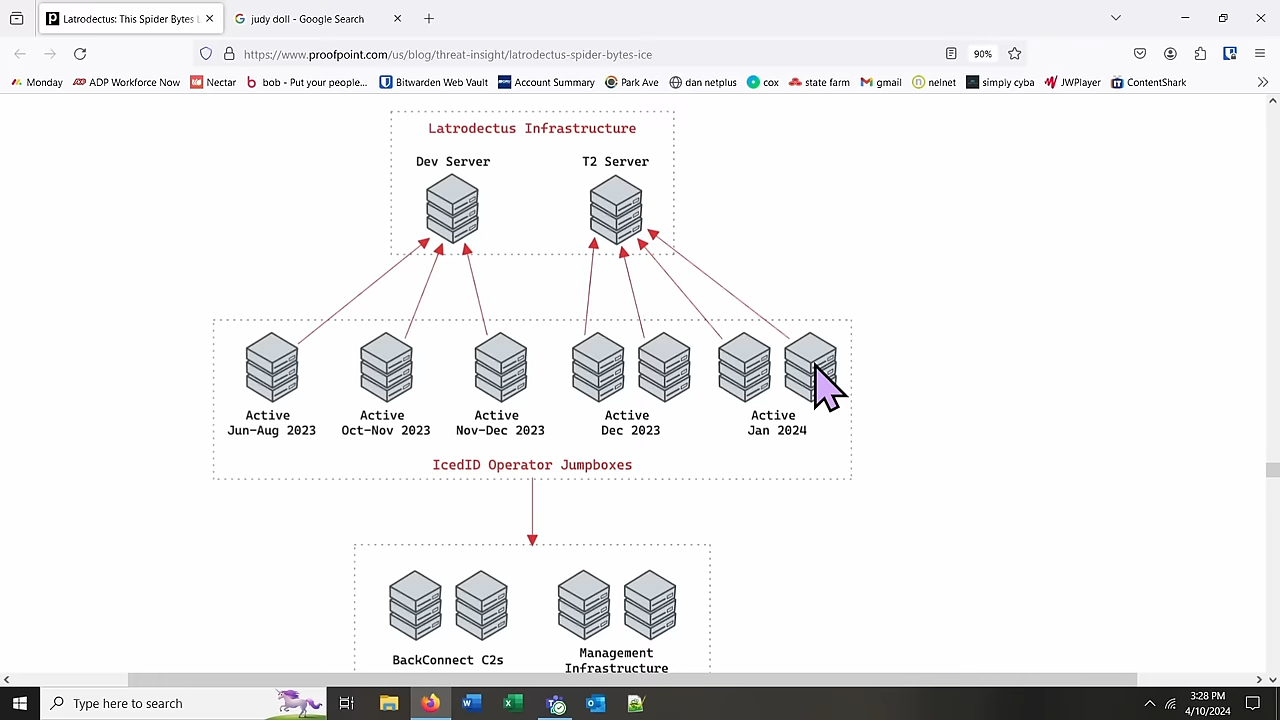 Latrodectus: This Spider Bytes L
judy doll - Google Search
https://www.proofpoint.com/us/blog/threat-insight/latrodectus-spider-bytes-ice
90%
Monday
ADP Workforce Now
Nectar
bob - Put your people...
Bitwarden Web Vault
Account Summary
Park Ave
dan netplus
cox
state farm
gmail
nelnet
simply cyba
JWPlayer
ContentShark
Latrodectus Infrastructure
Dev Server
T2 Server
Active
Jun-Aug 2023
Active
Oct-Nov 2023
Active
Nov-Dec 2023
Active
Dec 2023
Active
Jan 2024
IcedID Operator Jumpboxes
BackConnect C2s
Management
Infrastructure
Type here to search
3:28 PM
4/10/2024